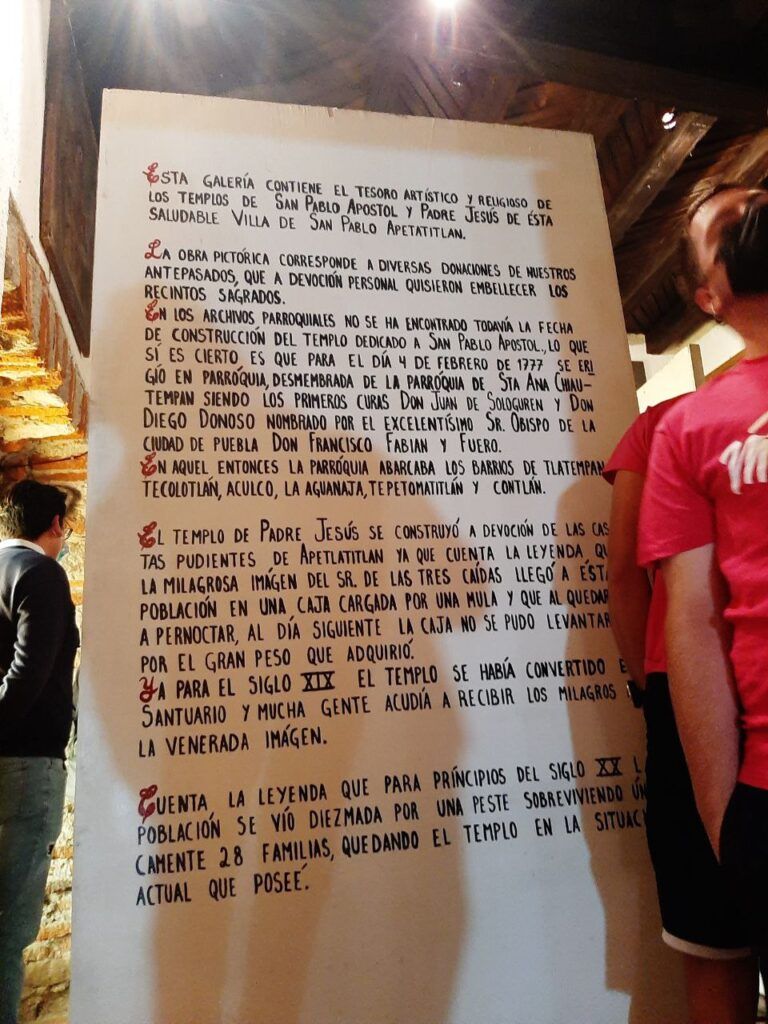 ESTA GALERÍA CONTIENE EL TESORO ARTÍSTICO Y RELIGIOSO DE
LOS TEMPLOS DE SAN PABLO APOSTOL Y PADRE JESÚS DE ÉSTA
SALUDABLE VILLA DE SAN PABLO APETATITLAN.
LA OBRA PICTÓRICA CORRESPONDE A DIVERSAS DONACIONES DE NUESTROS
ANTEPASADOS, QUE A DEVOCIÓN PERSONAL QUISIERON EMBELLECER LOS
RECINTOS SAGRADOS.
EN LOS ARCHIVOS PARROQUIALES NO SE HA ENCONTRADO TODAVÍA LA FECHA
DE CONSTRUCCIÓN DEL TEMPLO DEDICADO A SAN PABLO APOSTOL, LO QUE
SÍ ES CIERTO ES QUE PARA EL DÍA 4 DE FEBRERO DE 1777 SE ERI
GIÓ EN PARRÓQUIA, DESMEMBRADA DE LA PARRÓQUIA DE STA ANA CHIAU-
TEMPAN SIENDO LOS PRIMEROS CURAS DON JUAN DE SOLOGUREN Y DON
DIEGO DONOSO NOMBRADO POR EL EXCELENTÍSIMO SR. OBISPO DE LA
CIUDAD DE PUEBLA DON FRANCISCO FABIAN Y FUERO.
EN AQUEL ENTONCES LA PARRÓQUIA ABARCABA LOS BARRIOS DE TLATEMPAN
TECOLOTLÁN, ACULCO, LA AGUANAJA, TEPETOMATITLÁN Y CONTLÁN.
EL TEMPLO DE PADRE JESÚS SE CONSTRUYÓ A DEVOCIÓN DE LAS CAS
TAS PUDIENTES DE APETLATITLAN YA QUE CUENTA LA LEYENDA
LA MILAGROSA IMÁGEN DEL SR. DE LAS TRES CAÍDAS LLEGÓ A
POBLACIÓN EN UNA CAJA CARGADA POR UNA MULA Y QUE AL QUEDAR
A PERNOCTAR, AL DÍA SIGUIENTE LA CAJA NO SE PUDO LEVANTAR
POR EL GRAN PESO QUE ADQUIRIÓ.
YA PARA EL SIGLO XIX EL TEMPLO SE HABÍA CONVERTIDO
SANTUARIO Y MUCHA GENTE ACUDÍA A RECIBIR LOS MILAGROS
LA VENERADA IMÁGEN.
CUENTA LA LEYENDA QUE PARA PRÍNCIPIOS DEL SIGLO XX
POBLACIÓN SE VÍO DIEZMADA POR UNA PESTE SOBREVIVIENDO
CAMENTE 28 FAMILIAS, QUEDANDO EL TEMPLO EN LA
ACTUAL QUE POSEÉ.